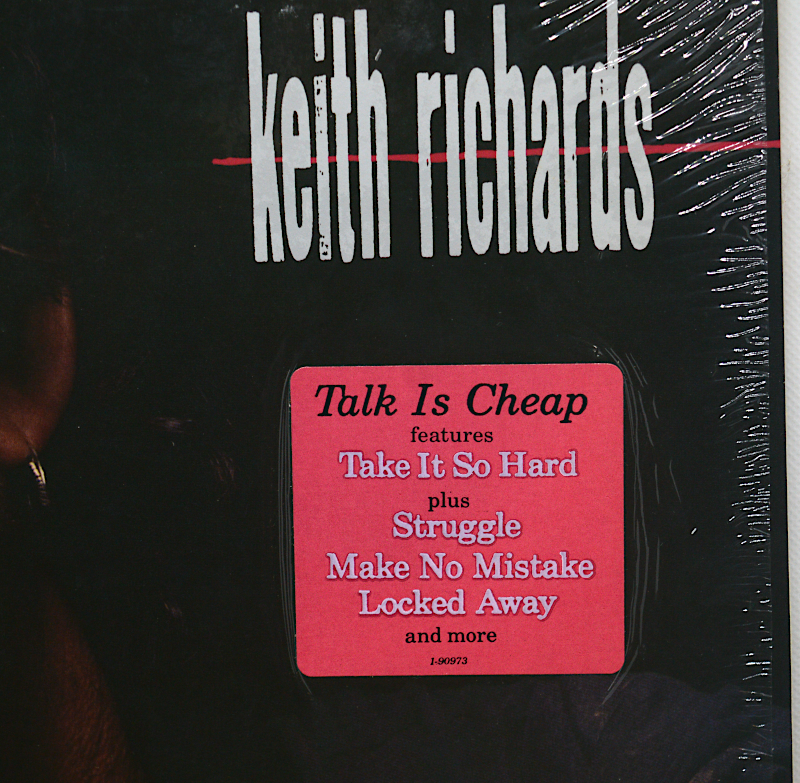 keith richards
Talk Is Cheap
features
Take It So Hard
plus
Struggle
Make No Mistake
Locked Away
and more
1-90973